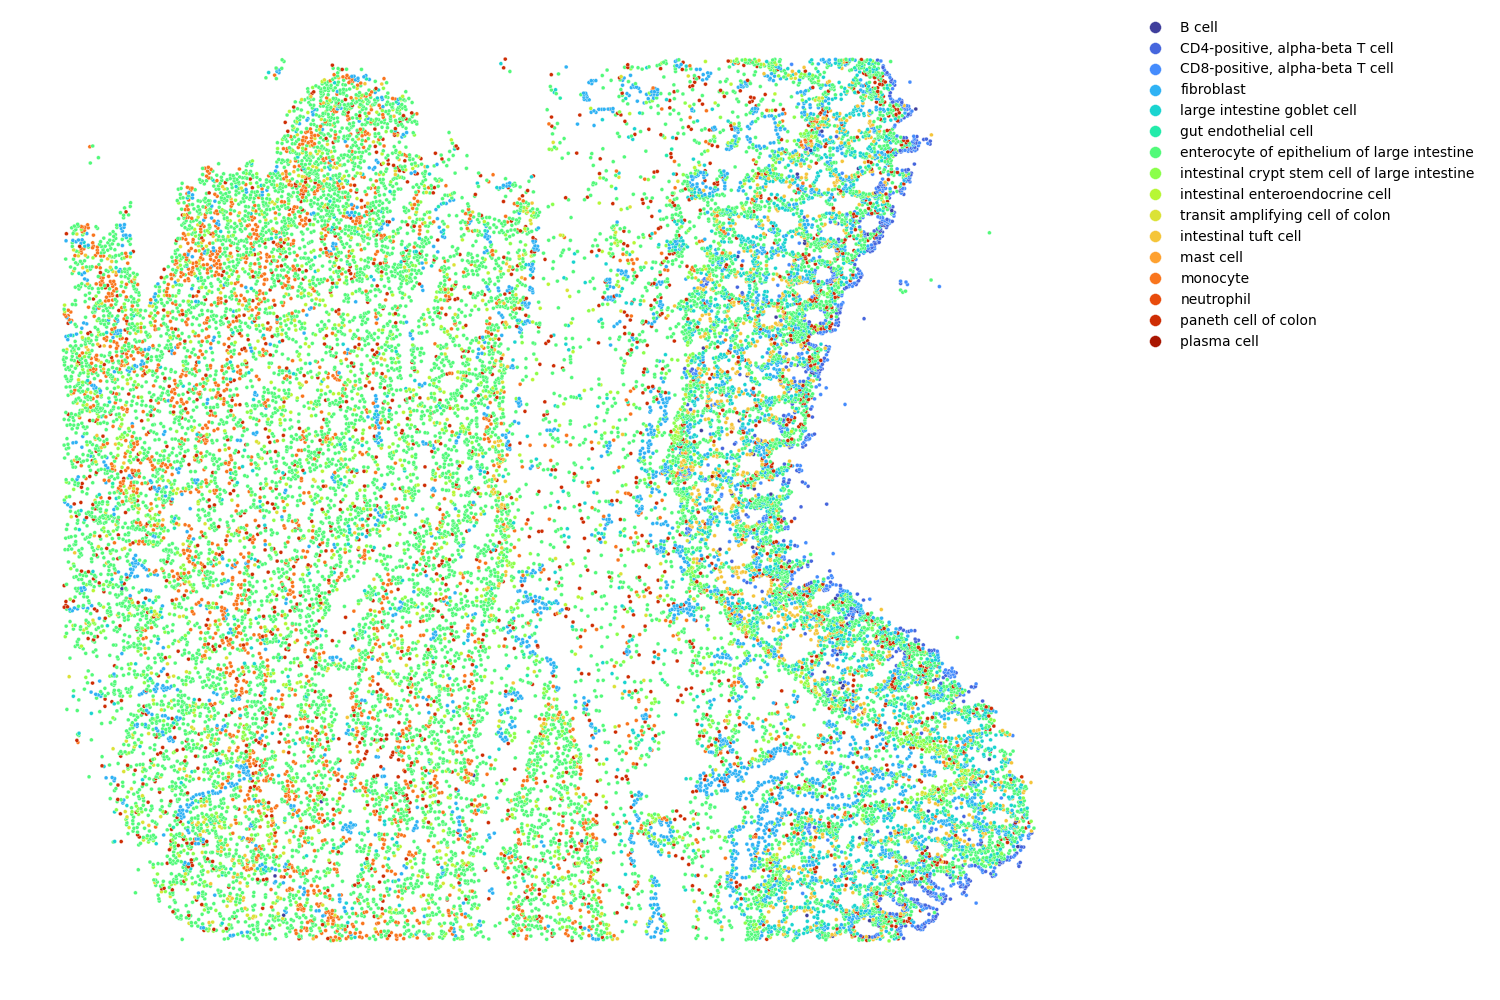 B cell
CD4-positive, alpha-beta T cell
CD8-positive, alpha-beta T cell
fibroblast
large intestine goblet cell
gut endothelial cell
enterocyte of epithelium of large intestine
intestinal crypt stem cell of large intestine
intestinal enteroendocrine cell
transit amplifying cell of colon
intestinal tuft cell
mast cell
monocyte
neutrophil
paneth cell of colon
plasma cell